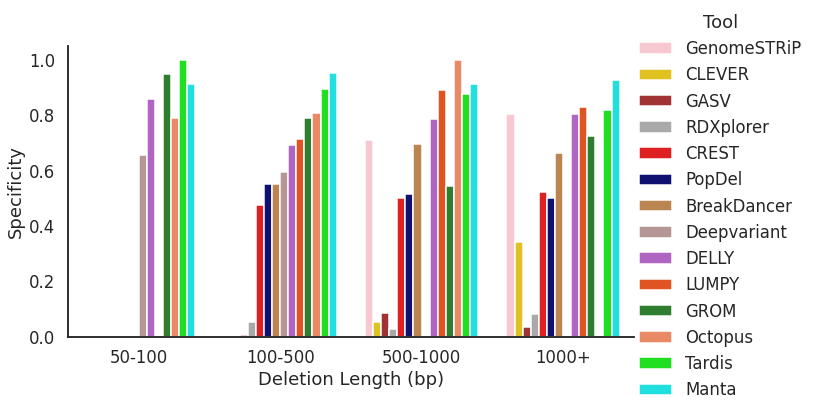 Tool
GenomeSTRiP
CLEVER
GASV
RDXplorer
CREST
PopDel
BreakDancer
Deepvariant
DELLY
LUMPY
GROM
Octopus
Tardis
Manta
Specificity
1.0
0.8
0.6
0.4
0.2
0.0
50-100 100-500 500-1000 1000+
Deletion Length (bp)